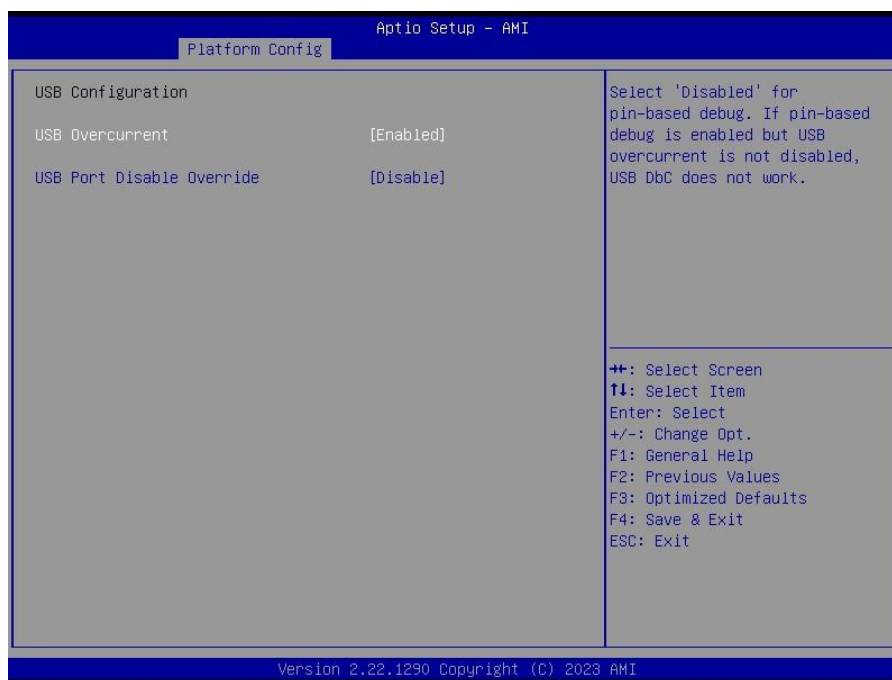 Aptio Setup - AMI
Platform Config
USB Configuration
USB Overcurrent [Enabled]
USB Port Disable Override [Disable]
Select 'Disabled' for
pin-based debug. If pin-based
debug is enabled but USB
overcurrent is not disabled,
USB DbC does not work.
→←: Select Screen
↑↓: Select Item
Enter: Select
+/-: Change Opt.
F1: General Help
F2: Previous Values
F3: Optimized Defaults
F4: Save & Exit
ESC: Exit
Version 2.22.1290 Copyright (C) 2023 AMI